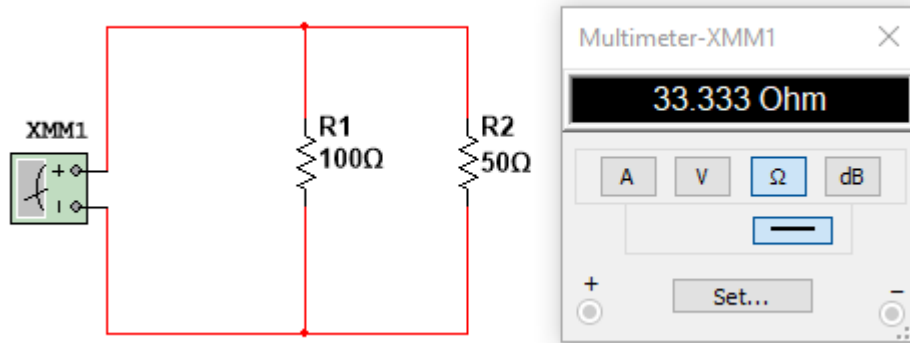 XMM1
+
-
R1
100Ω
R2
50Ω
Multimeter-XMM1
33.333 Ohm
A V Ω dB
+ Set... -